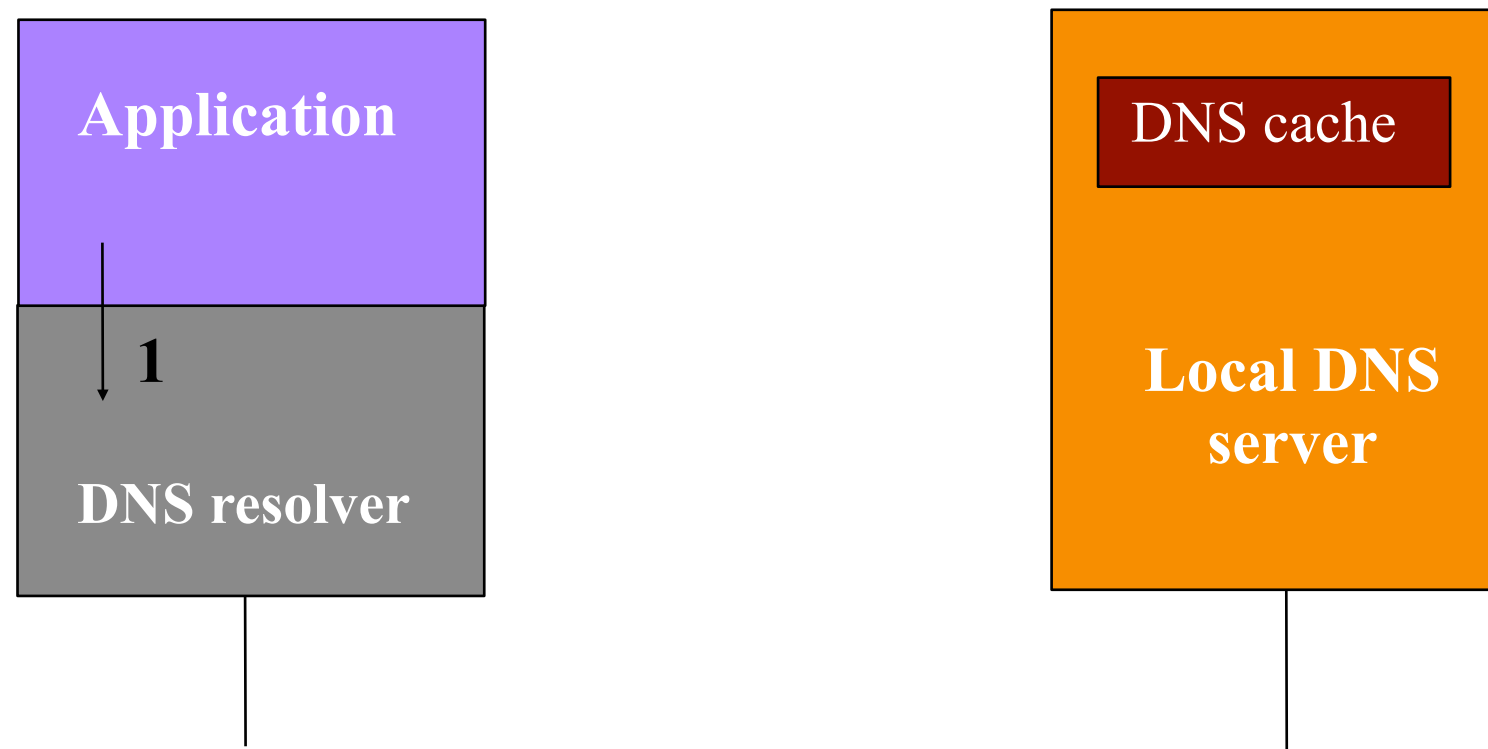 Application
1
DNS resolver
DNS cache
Local DNS
server